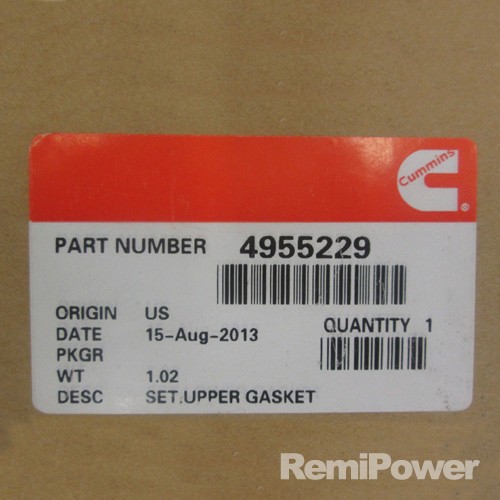 Cummins
®
PART NUMBER 4955229
ORIGIN US
DATE 15-Aug-2013
QUANTITY 1
PKGR
WT 1.02
DESC SET,UPPER GASKET
RemiPower